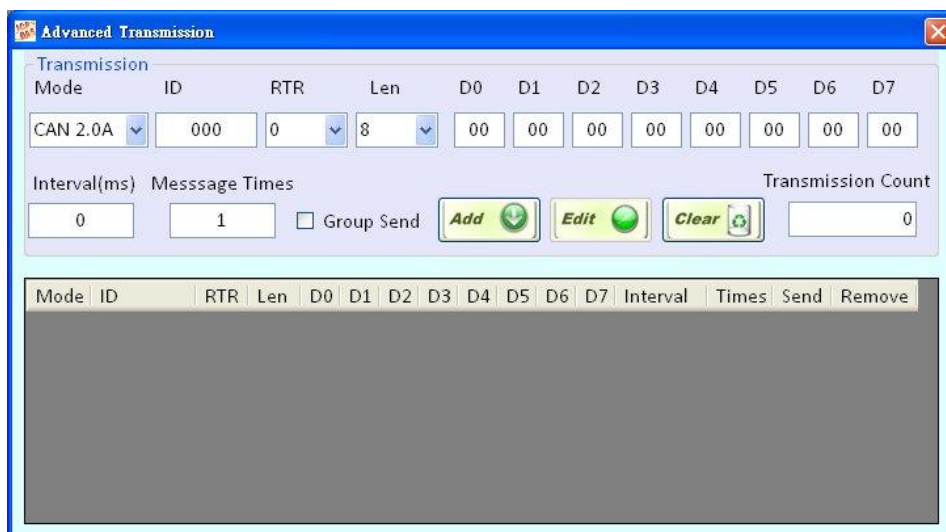 Advanced Transmission
Transmission
Mode ID RTR Len D0 D1 D2 D3 D4 D5 D6 D7
CAN 2.0A 000 0 8 00 00 00 00 00 00 00 00
Interval(ms) Messsage Times Transmission Count
0 1 Group Send Add Edit Clear 0
Mode ID RTR Len D0 D1 D2 D3 D4 D5 D6 D7 Interval Times Send Remove